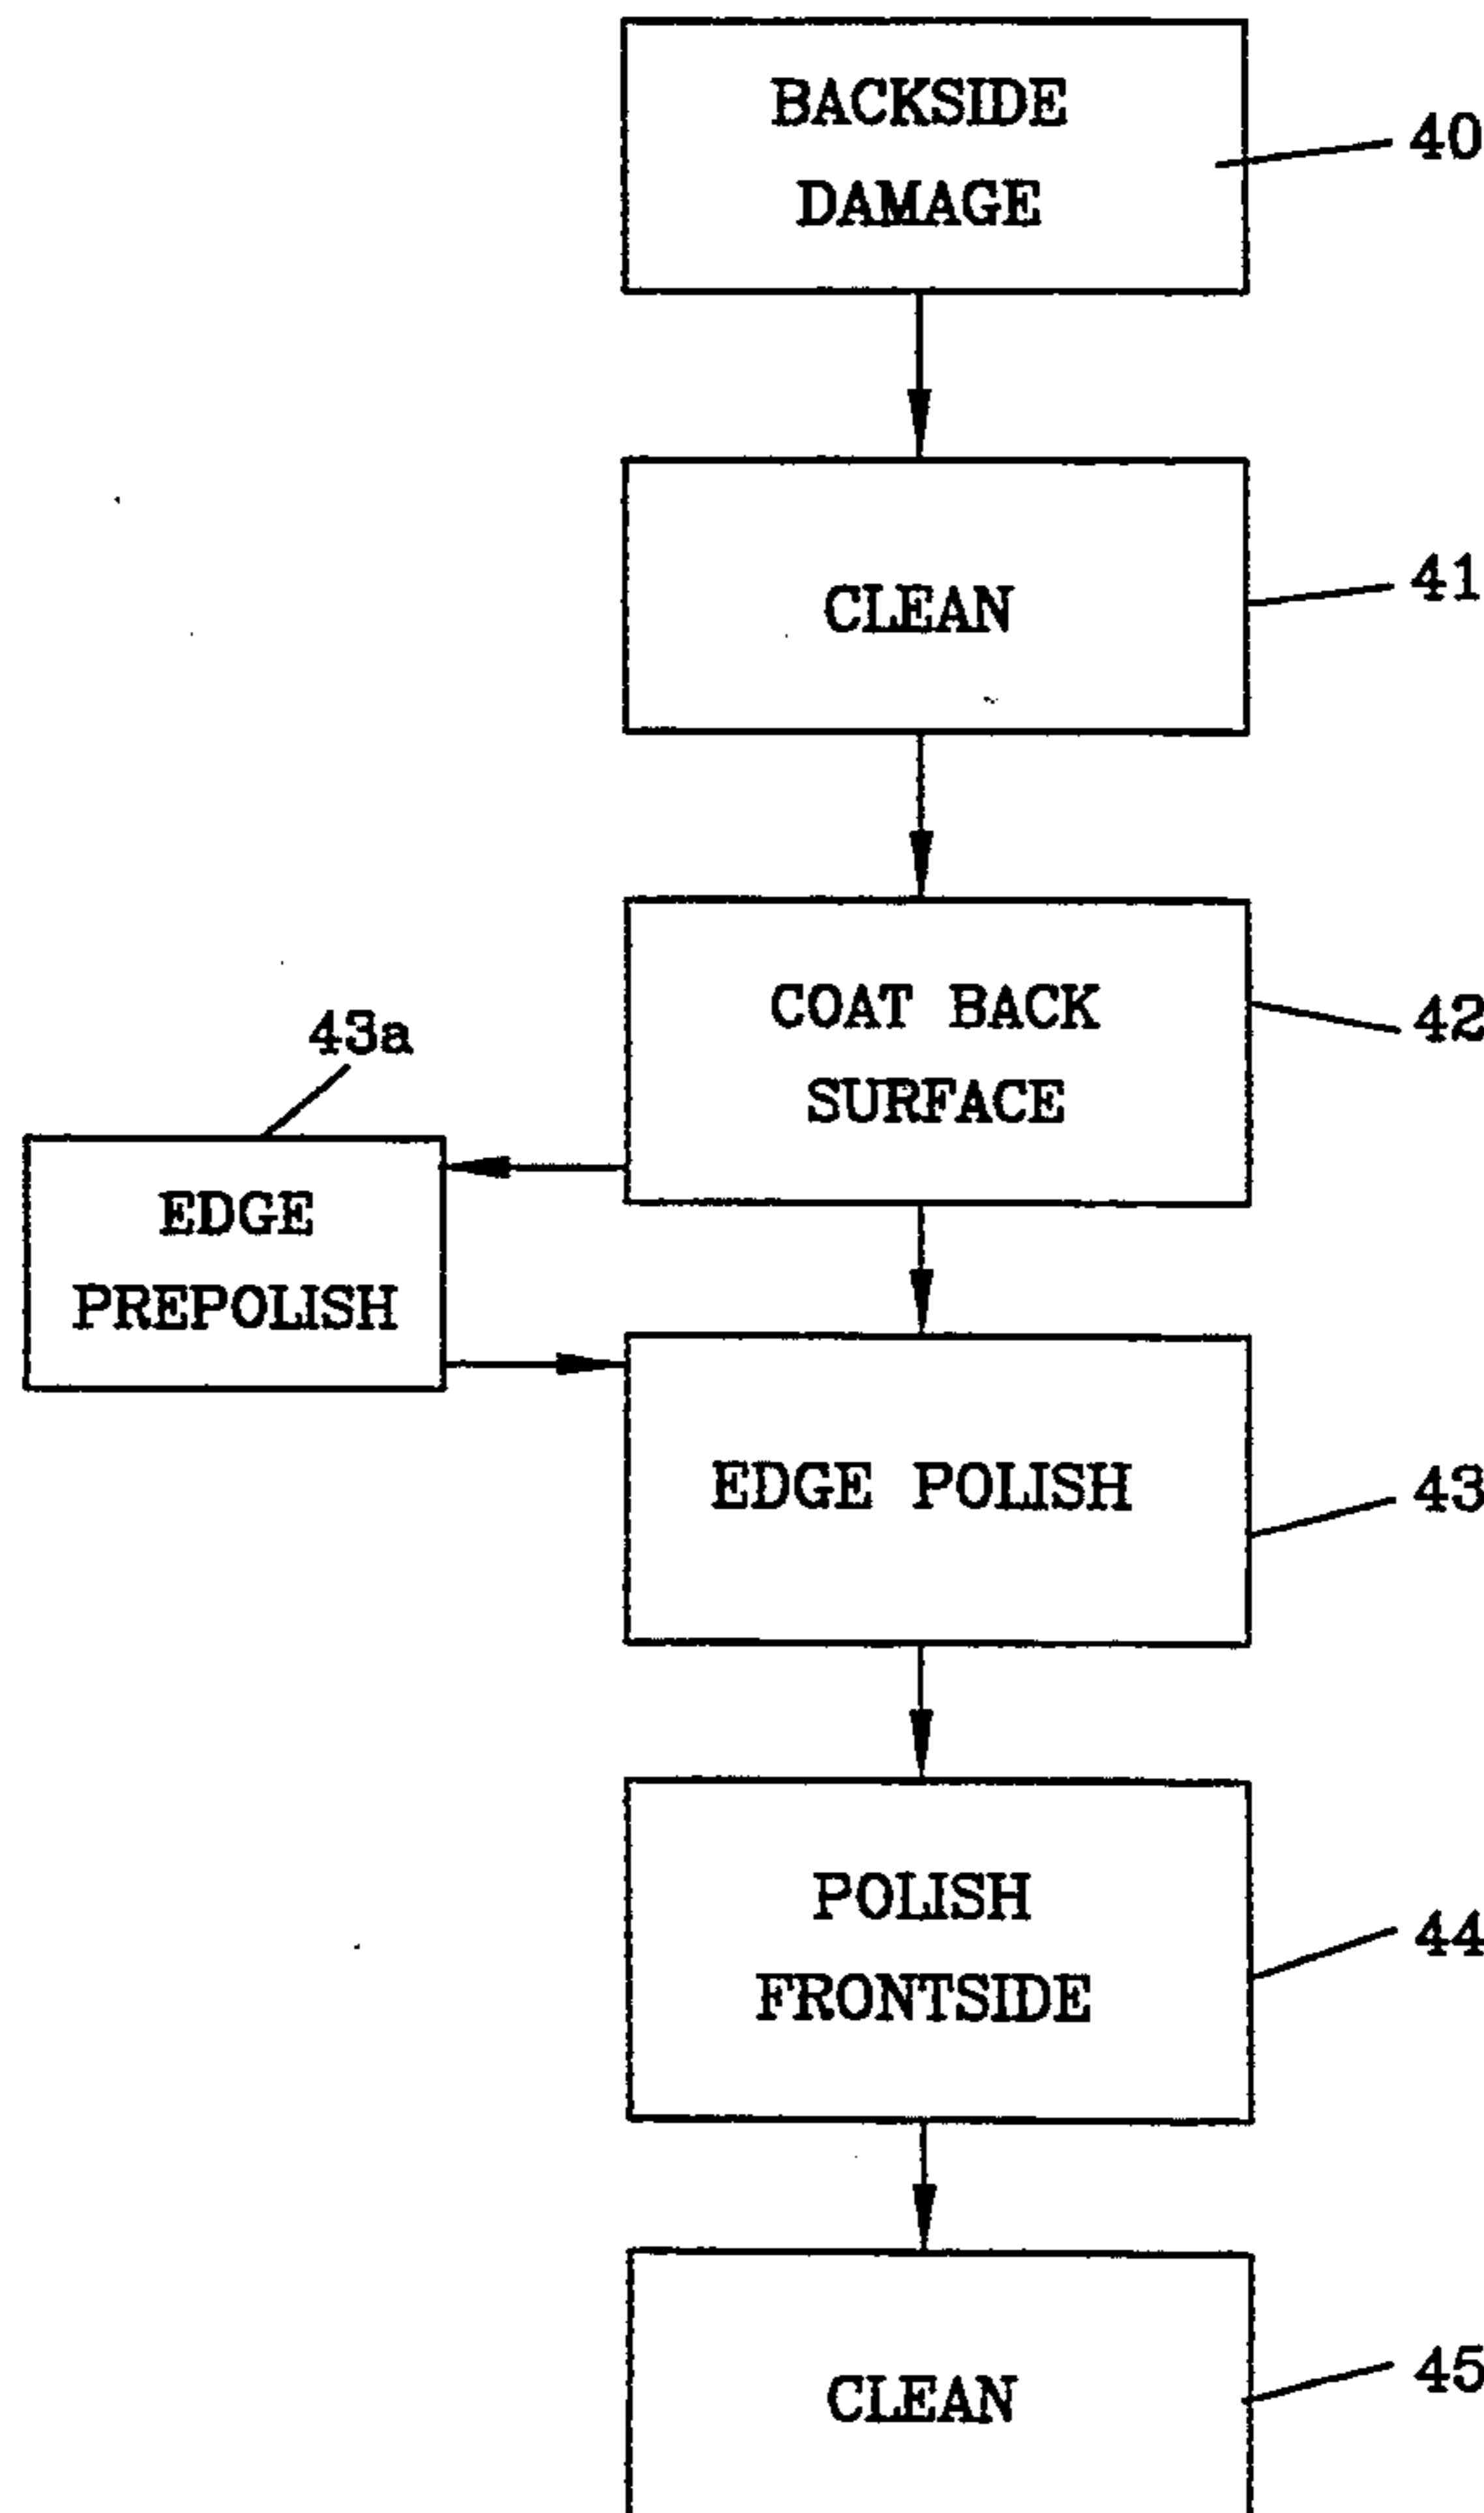 BACKSIDE
DAMAGE
40
CLEAN
41
COAT BACK
SURFACE
42
43a
EDGE
PREPOLISH
EDGE POLISH
43
POLISH
FRONTSIDE
44
CLEAN
45